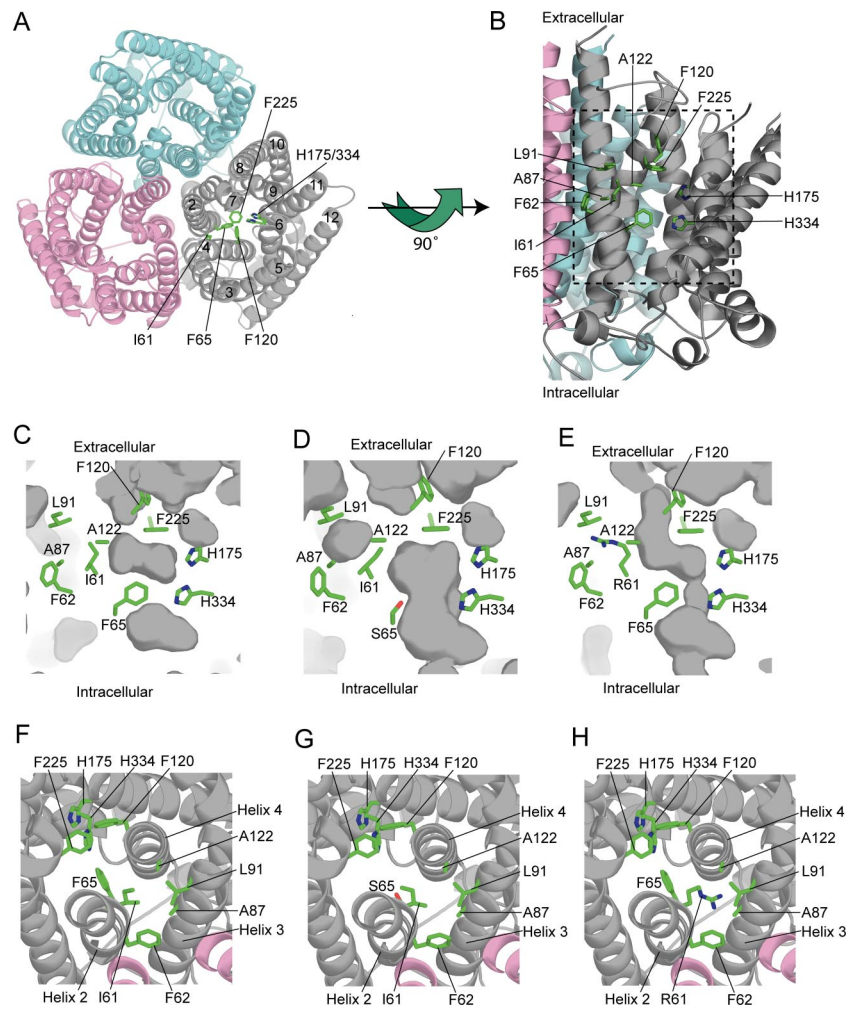 A
F225
10
8
H175/334
11
9
7
12
2
6
4
5
3
I61
F65
F120
90°
B
Extracellular
A122
F120
F225
L91
A87
F62
H175
H334
I61
F65
Intracellular
C
Extracellular
F120
L91
F225
A122
A87
H175
I61
F62
H334
F65
Intracellular
D
Extracellular
F120
L91
F225
A122
A87
H175
I61
F62
H334
S65
Intracellular
E
Extracellular
F120
L91
F225
A122
A87
H175
R61
F62
H334
F65
Intracellular
F
F225 H175 H334 F120
Helix 4
A122
L91
F65
A87
Helix 3
Helix 2 I61 F62
G
F225 H175 H334 F120
Helix 4
A122
L91
S65
A87
Helix 3
Helix 2 I61 F62
H
F225 H175 H334 F120
Helix 4
A122
L91
F65
A87
Helix 3
Helix 2 R61 F62